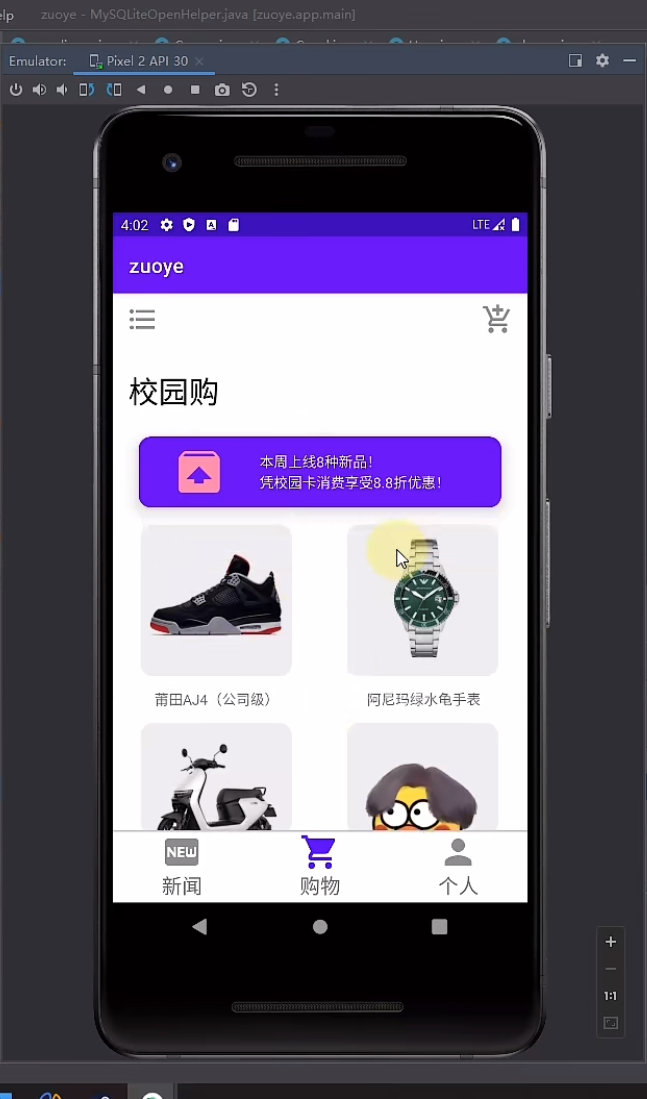 elp zuoye - MySQLiteOpenHelper.java [zuoye.app.main]
Emulator: Pixel 2 API 30
4:02 LTE
zuoye
校园购
本周上线8种新品!
凭校园卡消费享受8.8折优惠!
莆田AJ4（公司级） 阿尼玛绿水龟手表
NEW
新闻 购物 个人
1:1